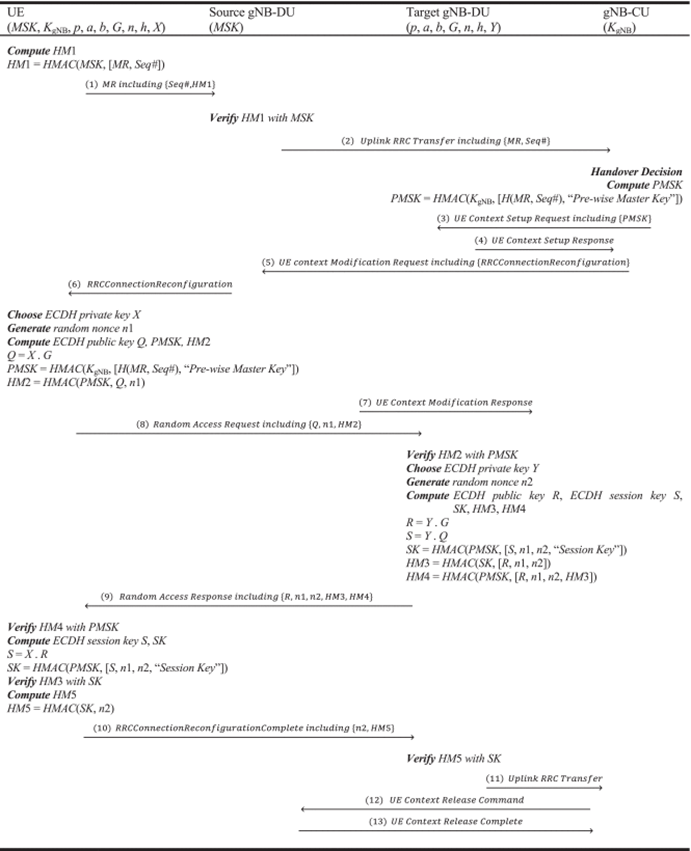 UE Source gNB-DU Target gNB-DU gNB-CU
(MSK, KgNB, p, a, b, G, n, h, X) (MSK) (p, a, b, G, n, h, Y) (KgNB)
Compute HM1
HM1 = HMAC(MSK, [MR, Seq#])
(1) MR including {Seq#,HM1}
Verify HM1 with MSK
(2) Uplink RRC Transfer including {MR, Seq#}
Handover Decision
Compute PMSK
PMSK = HMAC(KgNB, [H(MR, Seq#), “Pre-wise Master Key”])
(3) UE Context Setup Request including {PMSK}
(4) UE Context Setup Response
(5) UE context Modification Request including {RRCConnectionReconfiguration}
(6) RRCConnectionReconfiguration
Choose ECDH private key X
Generate random nonce n1
Compute ECDH public key Q, PMSK, HM2
Q = X . G
PMSK = HMAC(KgNB, [H(MR, Seq#), “Pre-wise Master Key”])
HM2 = HMAC(PMSK, Q, n1)
(7) UE Context Modification Response
(8) Random Access Request including {Q, n1, HM2}
Verify HM2 with PMSK
Choose ECDH private key Y
Generate random nonce n2
Compute ECDH public key R, ECDH session key S,
SK, HM3, HM4
R = Y . G
S = Y . Q
SK = HMAC(PMSK, [S, n1, n2, “Session Key”])
HM3 = HMAC(SK, [R, n1, n2])
HM4 = HMAC(PMSK, [R, n1, n2, HM3])
(9) Random Access Response including {R, n1, n2, HM3, HM4}
Verify HM4 with PMSK
Compute ECDH session key S, SK
S = X . R
SK = HMAC(PMSK, [S, n1, n2, “Session Key”])
Verify HM3 with SK
Compute HM5
HM5 = HMAC(SK, n2)
(10) RRCConnectionReconfigurationComplete including {n2, HM5}
Verify HM5 with SK
(11) Uplink RRC Transfer
(12) UE Context Release Command
(13) UE Context Release Complete